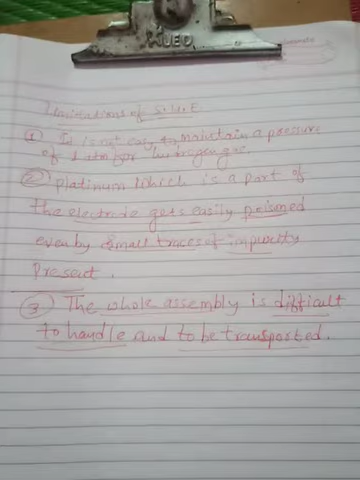 ALEO
Limitations of S.H.E
① It is not easy to maintain a pressure
of 1 atm for hydrogen gas.
② platinum which is a part of
the electrode gets easily poisoned
even by small traces of impurity
present.
③ The whole assembly is difficult
to handle and to be transported.